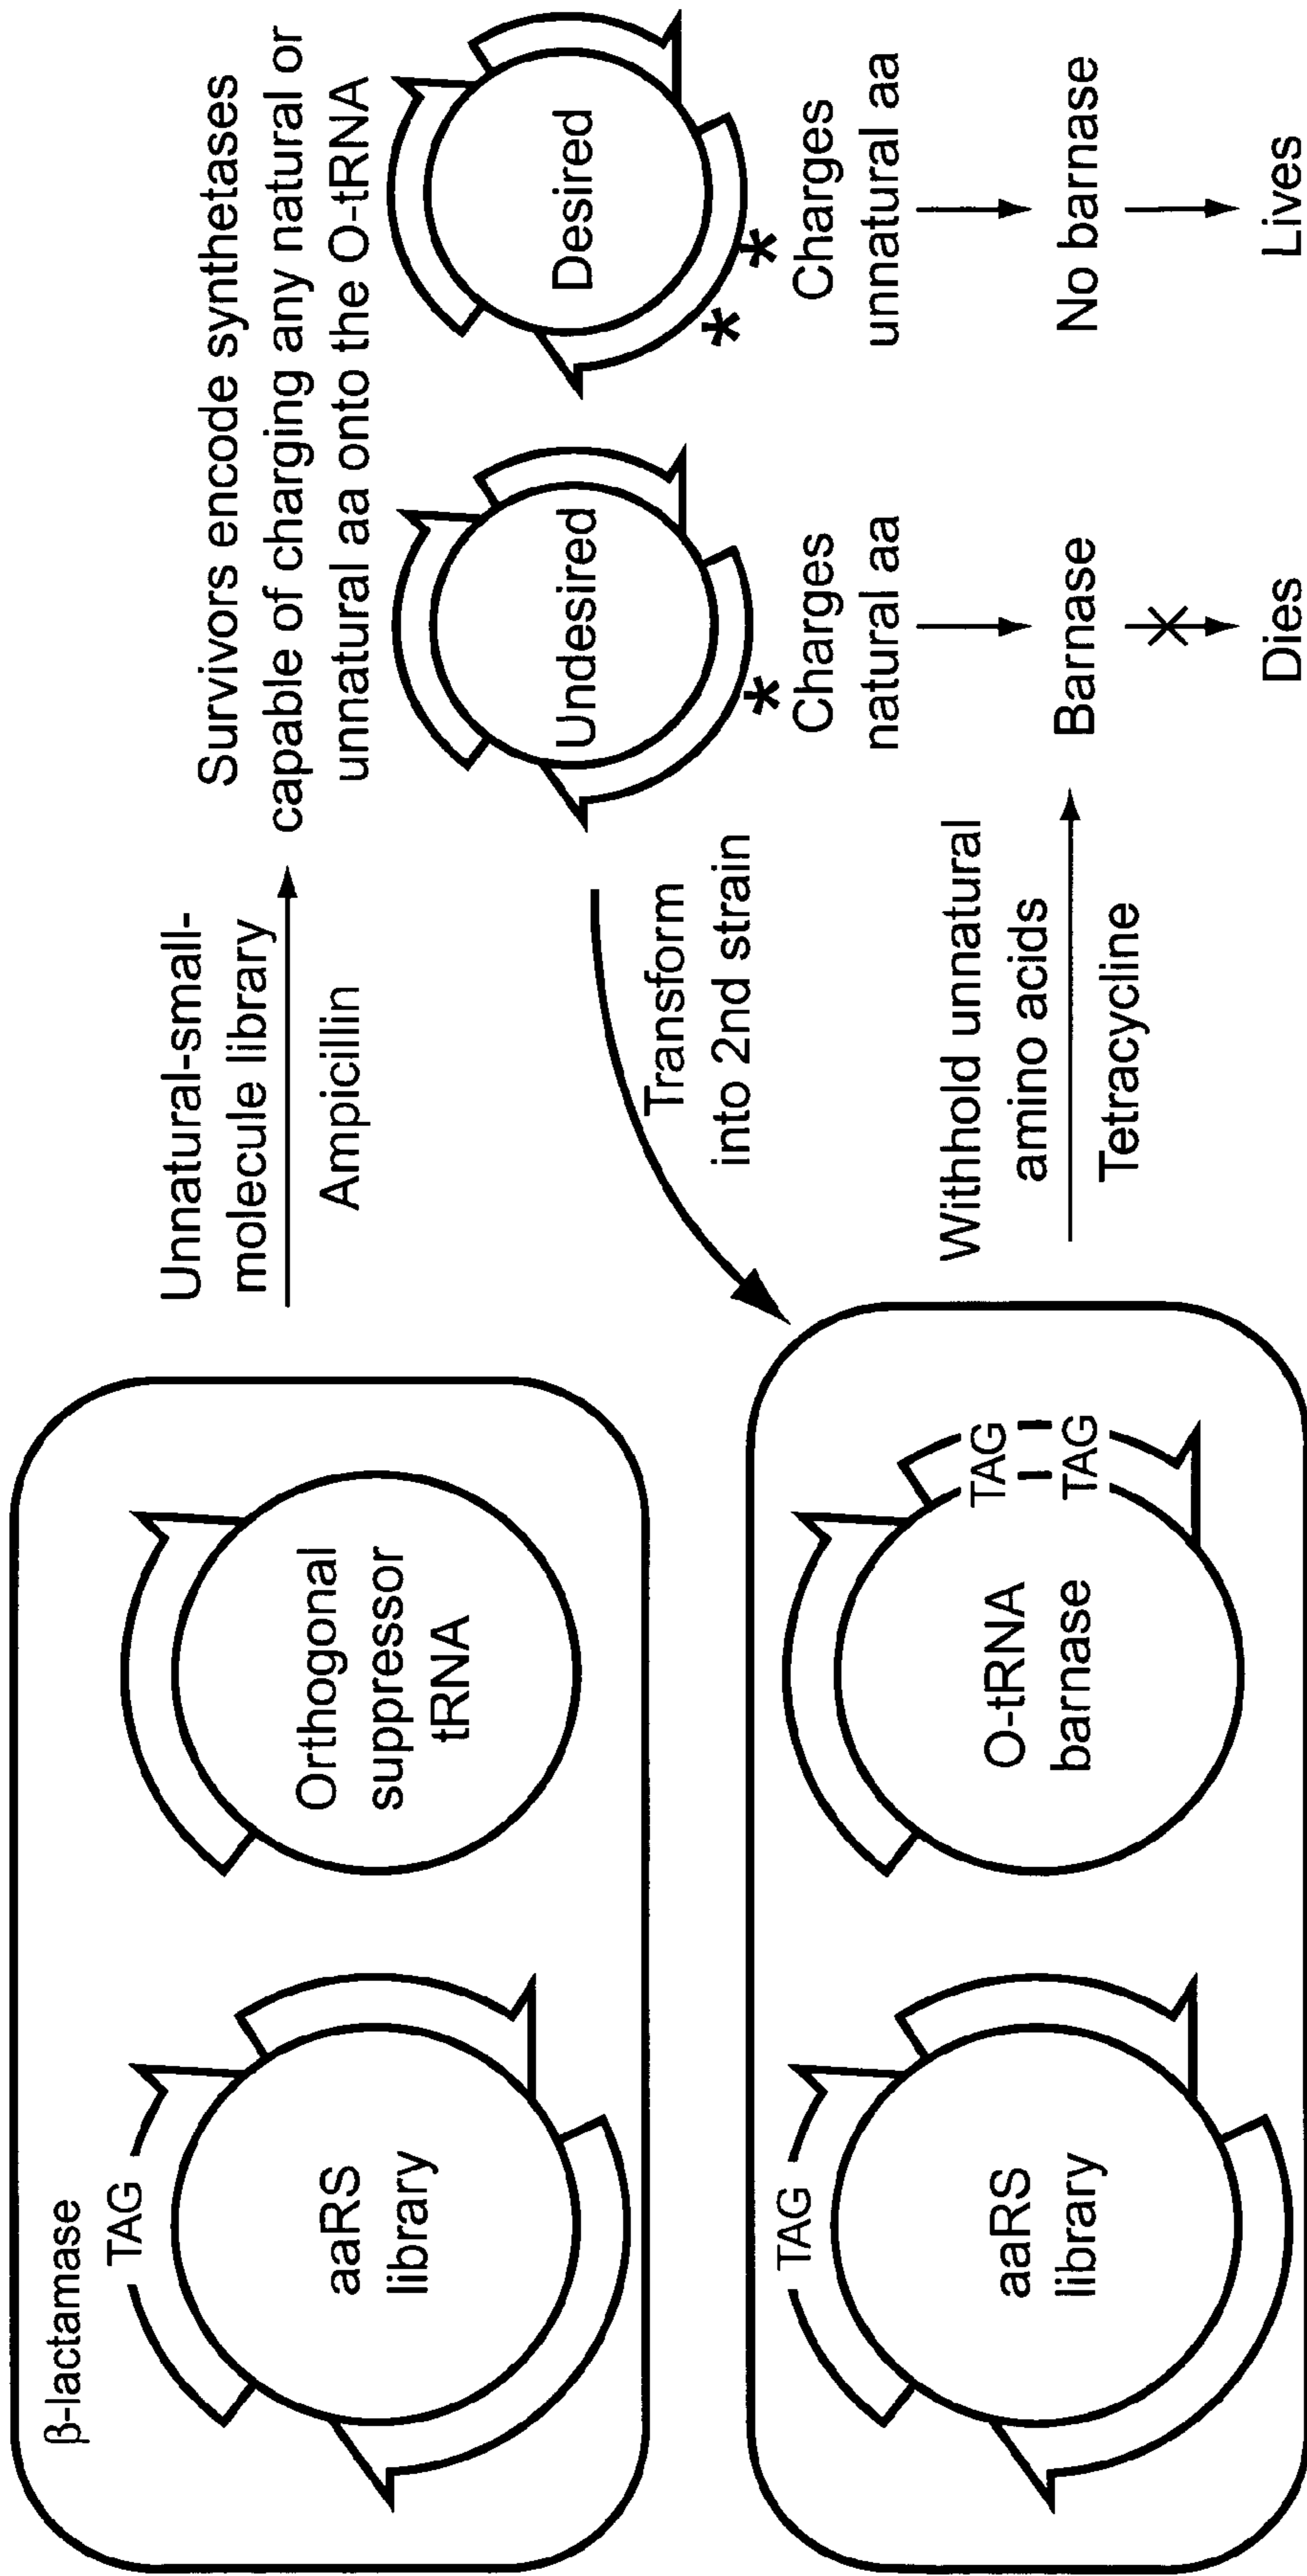 β-lactamase
TAG
aaRS
library
Orthogonal
suppressor
tRNA
Unnatural-small-
molecule library
Ampicillin
Survivors encode synthetases
capable of charging any natural or
unnatural aa onto the O-tRNA
Undesired
*
Desired
*
*
Transform
into 2nd strain
TAG
aaRS
library
O-tRNA
barnase
TAG
TAG
Withhold unnatural
amino acids
Tetracycline
Charges
natural aa
Barnase
Dies
Charges
unnatural aa
No barnase
Lives